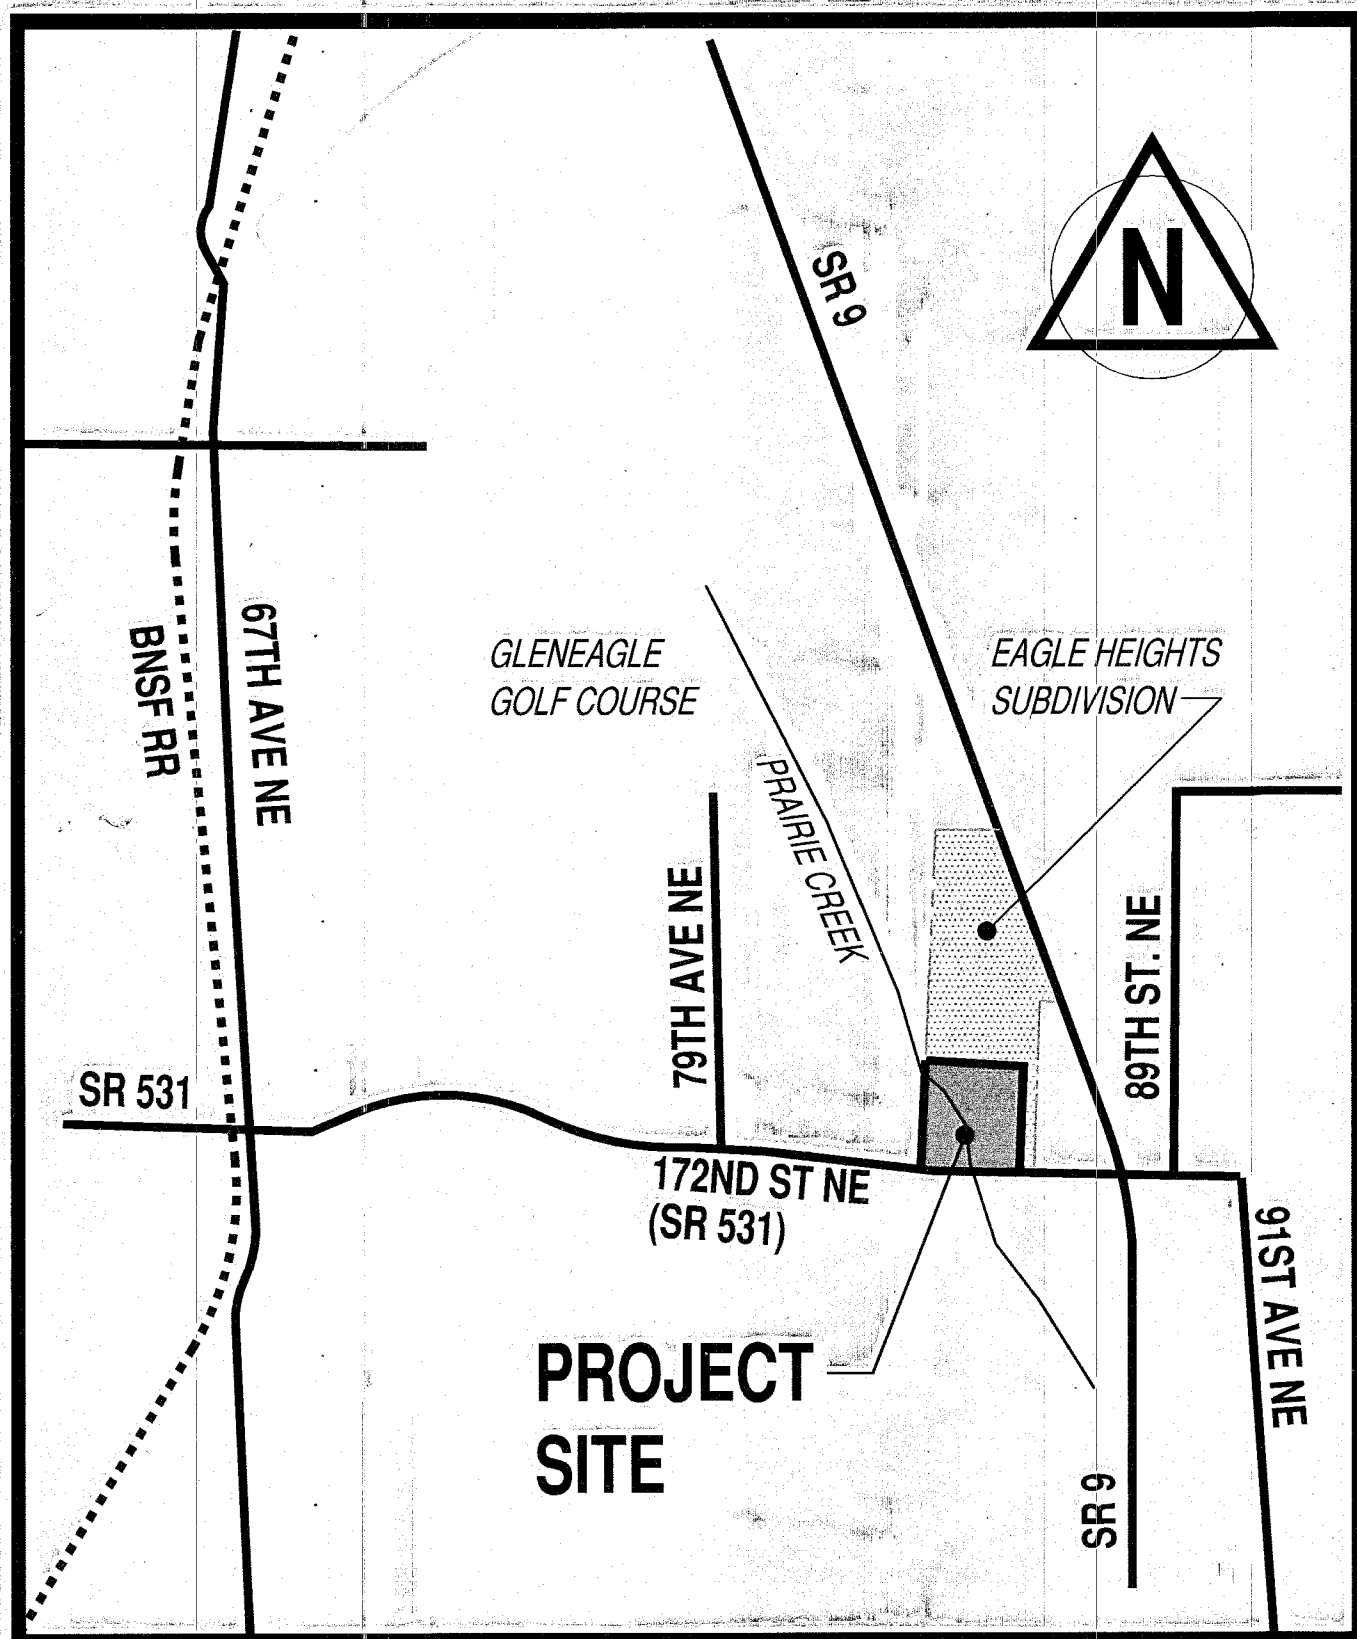 N
SR 9
67TH AVE NE
BNSF RR
GLENEAGLE
GOLF COURSE
EAGLE HEIGHTS
SUBDIVISION
PRAIRIE CREEK
79TH AVE NE
89TH ST. NE
SR 531
172ND ST NE
(SR 531)
91ST AVE NE
PROJECT
SITE
SR 9